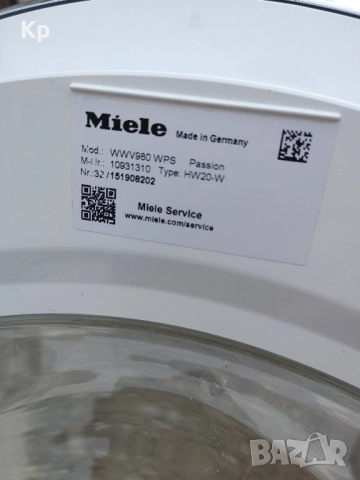 Kp
Miele Made in Germany
Mod.: WWV980 WPS Passion
M-Nr.: 10931310 Type: HW20-W
Nr.:32 /151908202
Miele Service
www.miele.com/service
BAZAR